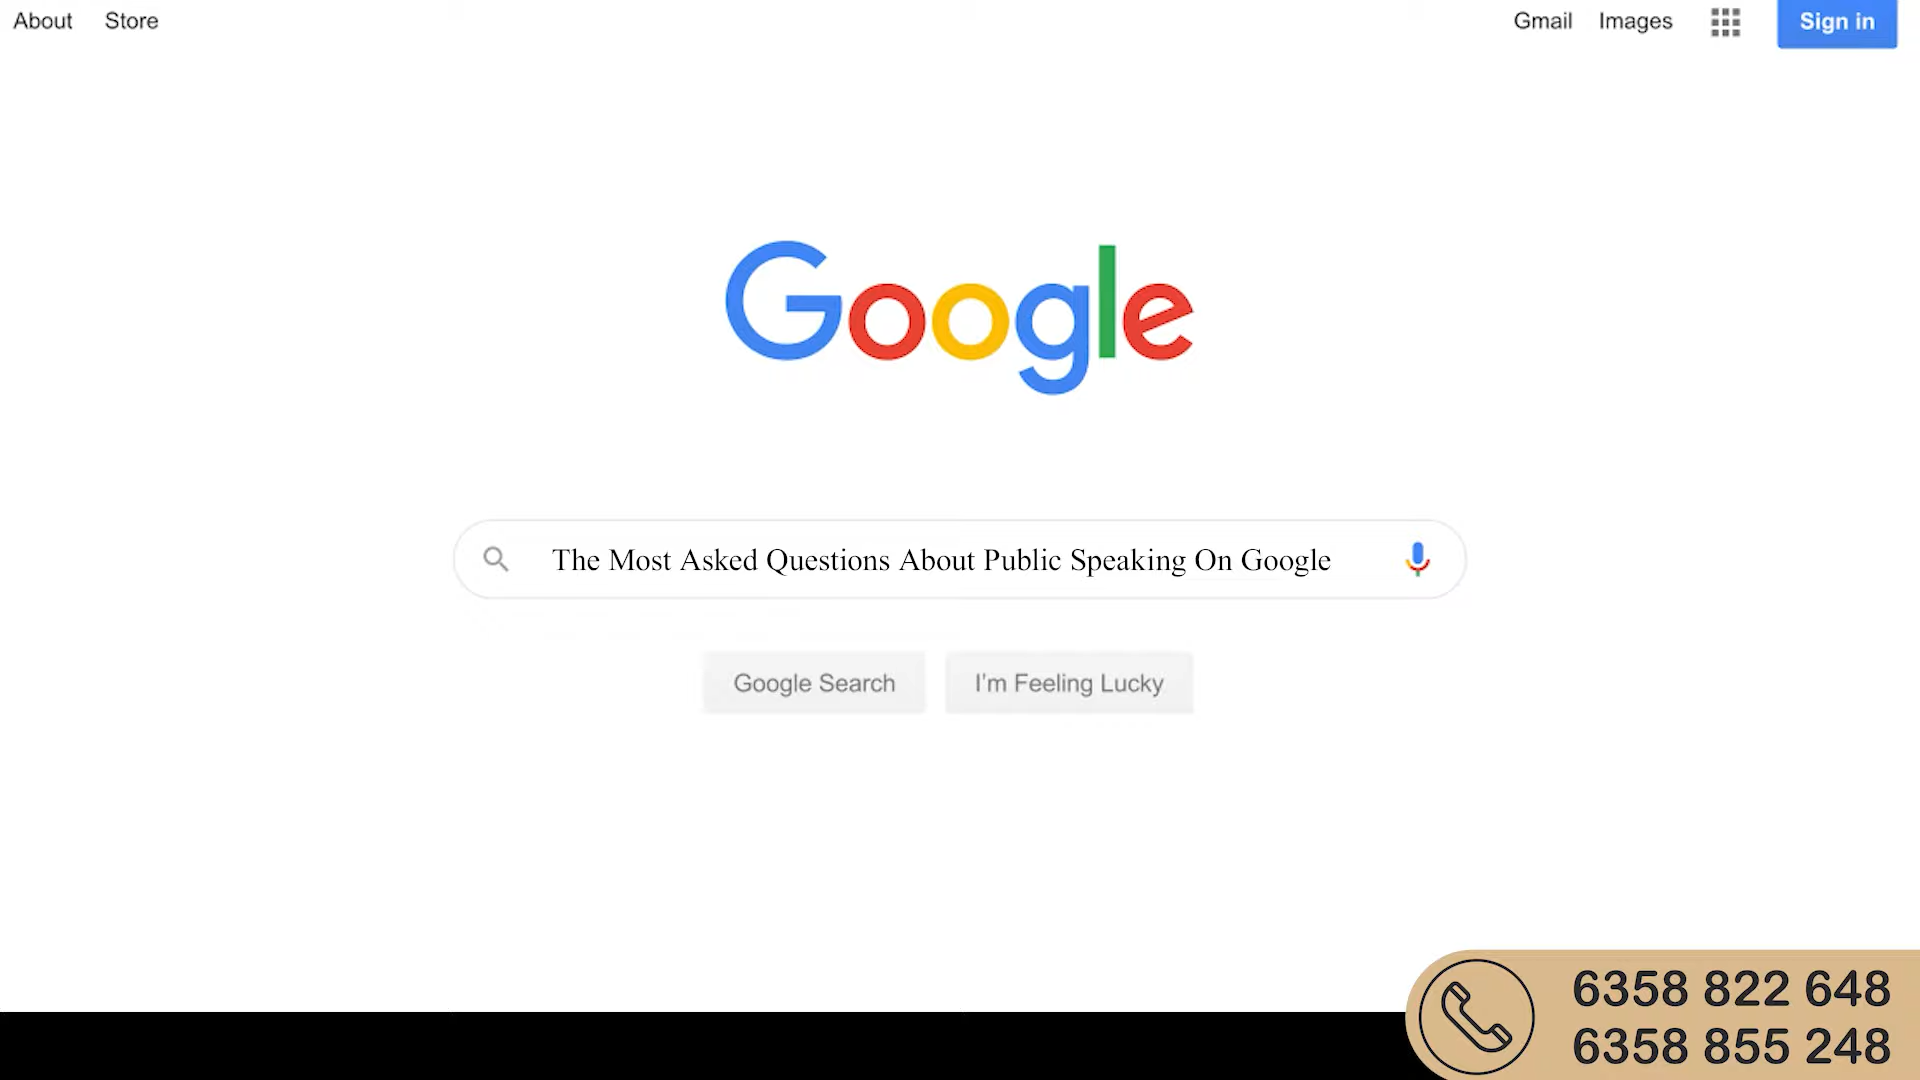 About Store Gmail Images Sign in
Google
The Most Asked Questions About Public Speaking On Google
Google Search I'm Feeling Lucky
6358 822 648
6358 855 248